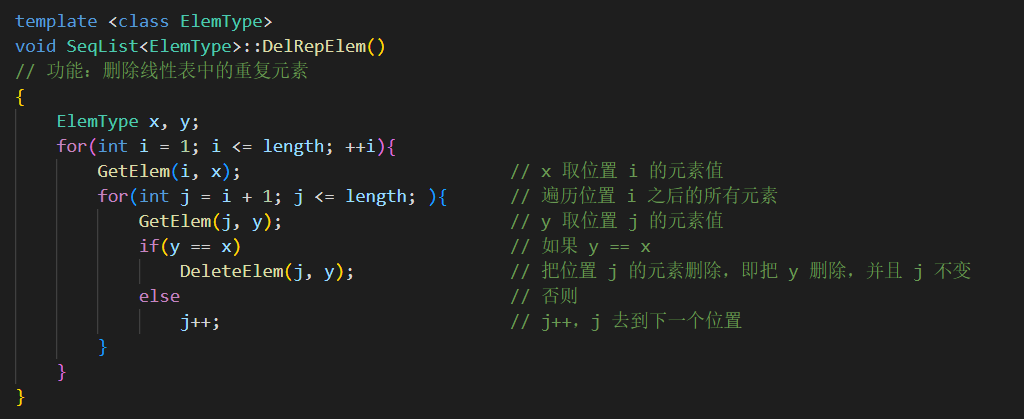 template <class ElemType>
void SeqList<ElemType>::DelRepElem()
// 功能：删除线性表中的重复元素
{
    ElemType x, y;
    for(int i = 1; i <= length; ++i){
        GetElem(i, x);                          // x 取位置 i 的元素值
        for(int j = i + 1; j <= length; ){      // 遍历位置 i 之后的所有元素
            GetElem(j, y);                      // y 取位置 j 的元素值
            if(y == x)                          // 如果 y == x
                DeleteElem(j, y);               // 把位置 j 的元素删除，即把 y 删除，并且 j 不变
            else                                // 否则
                j++;                            // j++，j 去到下一个位置
        }
    }
}